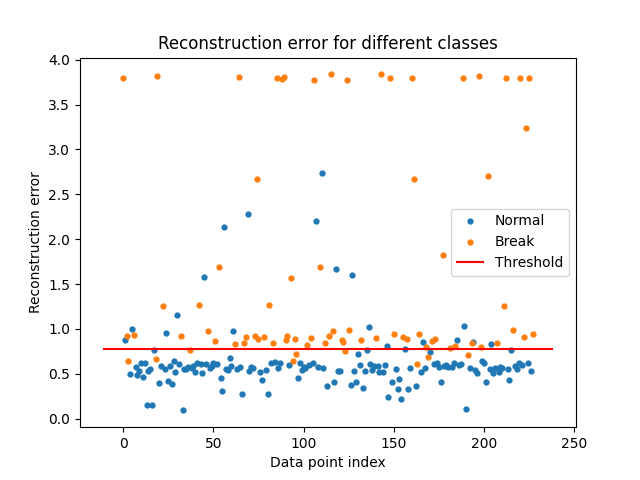 Reconstruction error for different classes
4.0
3.5
3.0
2.5
2.0
1.5
1.0
0.5
0.0
Reconstruction error
Normal
Break
Threshold
0 50 100 150 200 250
Data point index